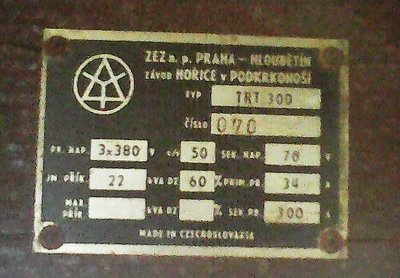 ZEZ n. p. PRAHA - HLOUBĚTÍN
ZÁVOD HOŘICE v PODKRKONOŠÍ
TYP TRT 300
ČÍSLO 070
PR. NAP. 3x380 V c/s 50 SEK. NAP. 70 V
JM. PŘÍK. 22 kVA DZ 60 % PRIM. PR. 34 A
MAX. PŘÍK. kVA DZ % SEK. PR. 300 A
MADE IN CZECHOSLOVAKIA